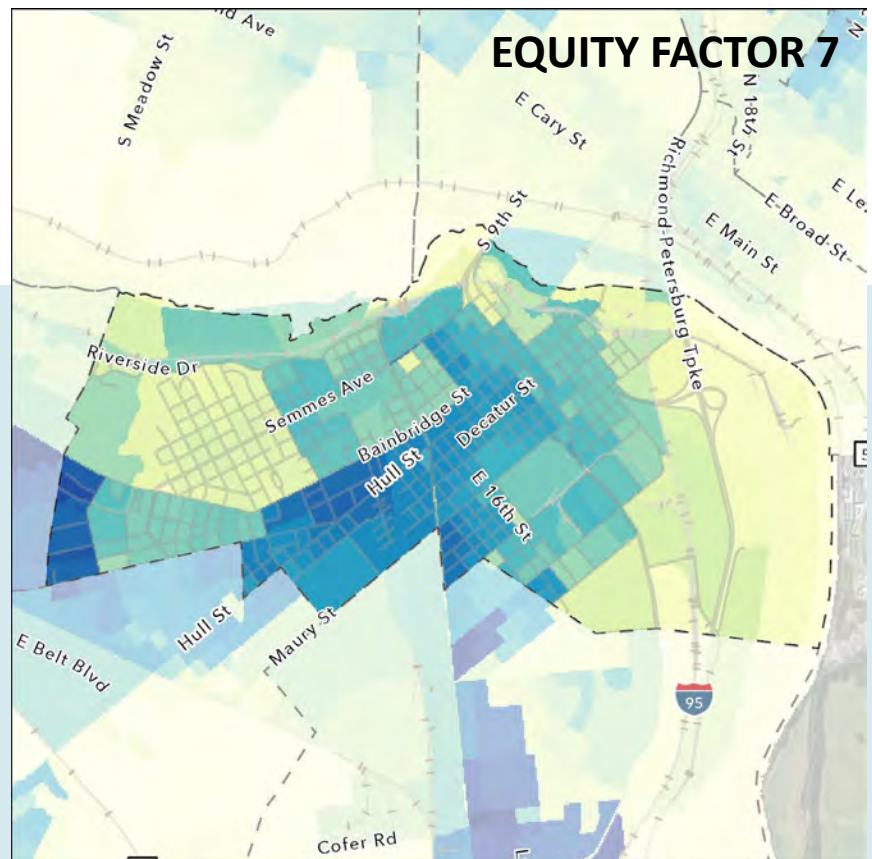 EQUITY FACTOR 7
Ave
S Meadow St
E Cary St
N 18th St
N
Richmond-Petersburg Tpke
E Broad St
E Main St
S 9th St
Riverside Dr
Semmes Ave
Bainbridge St
Decatur St
Hull St
E 16th St
5
Hull St
Maury St
E Belt Blvd
95
Cofer Rd